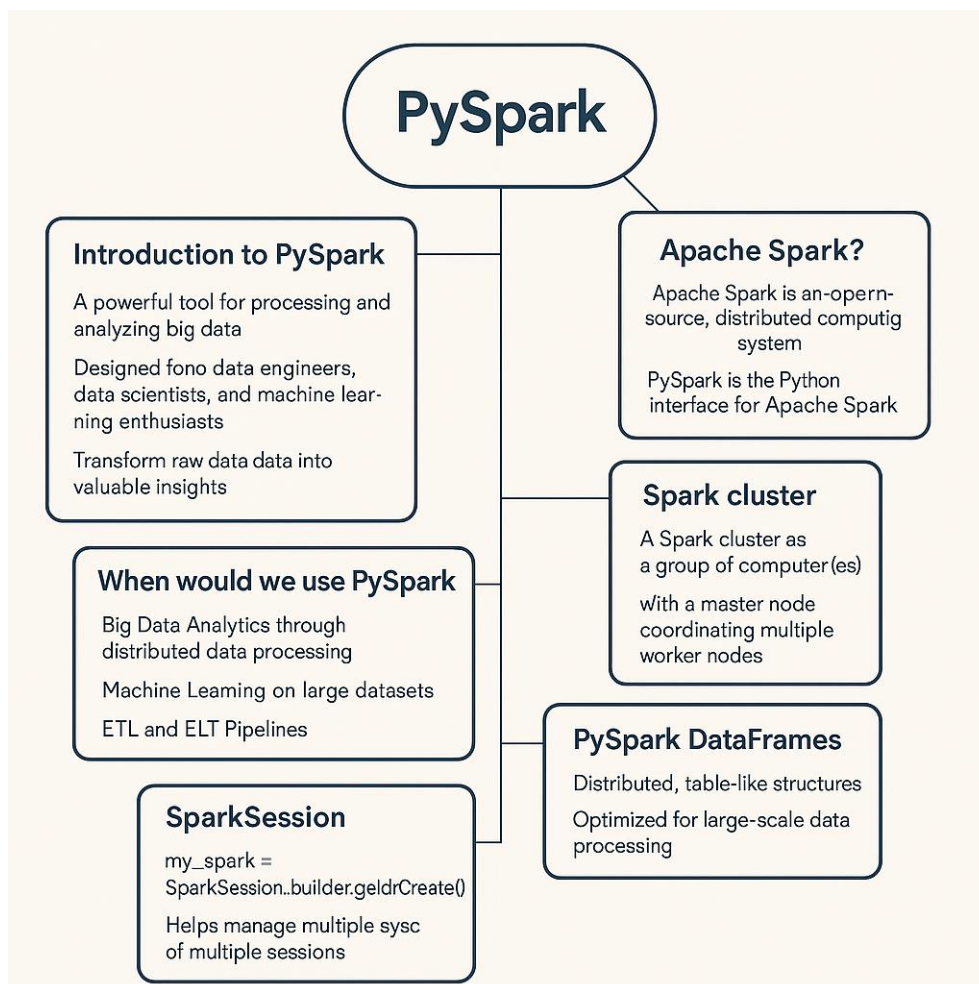 PySpark
Introduction to PySpark
A powerful tool for processing and
analyzing big data
Designed fono data engineers,
data scientists, and machine lear-
ning enthusiasts
Transform raw data data into
valuable insights
Apache Spark?
Apache Spark is an-opern-
source, distributed computig
system
PySpark is the Python
interface for Apache Spark
Spark cluster
A Spark cluster as
a group of computer(es)
with a master node
coordinating multiple
worker nodes
When would we use PySpark
Big Data Analytics through
distributed data processing
Machine Leaming on large datasets
ETL and ELT Pipelines
PySpark DataFrames
Distributed, table-like structures
Optimized for large-scale data
processing
SparkSession
my_spark =
SparkSession..builder.geldrCreate()
Helps manage multiple sysc
of multiple sessions